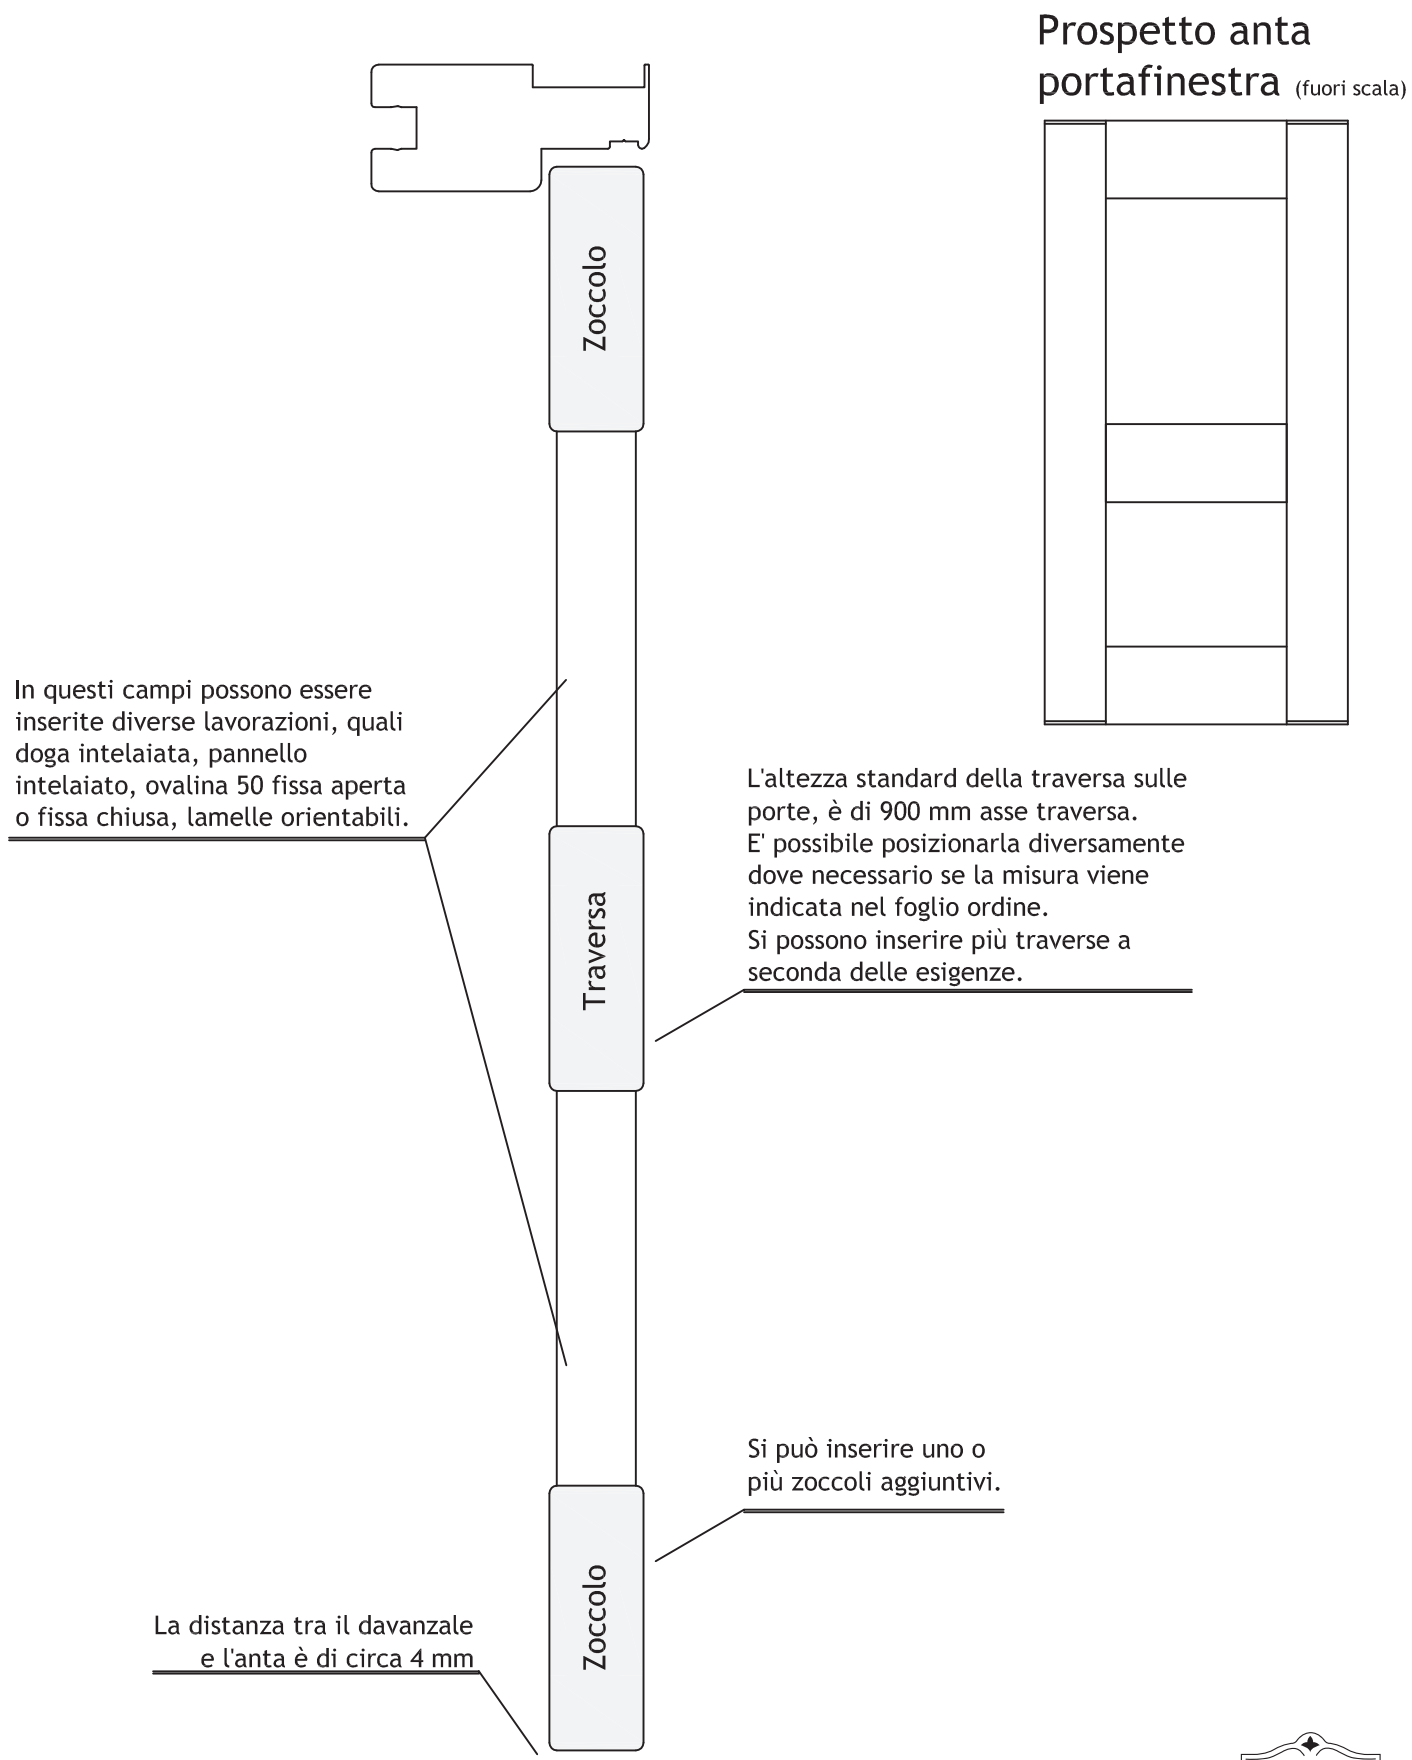 Prospetto anta
portafinestra (fuori scala)
Zoccolo
In questi campi possono essere
inserite diverse lavorazioni, quali
doga intelaiata, pannello
intelaiato, ovalina 50 fissa aperta
o fissa chiusa, lamelle orientabili.
L'altezza standard della traversa sulle
porte, è di 900 mm asse traversa.
E' possibile posizionarla diversamente
dove necessario se la misura viene
indicata nel foglio ordine.
Si possono inserire più traverse a
seconda delle esigenze.
Traversa
Si può inserire uno o
più zoccoli aggiuntivi.
Zoccolo
La distanza tra il davanzale
e l'anta è di circa 4 mm